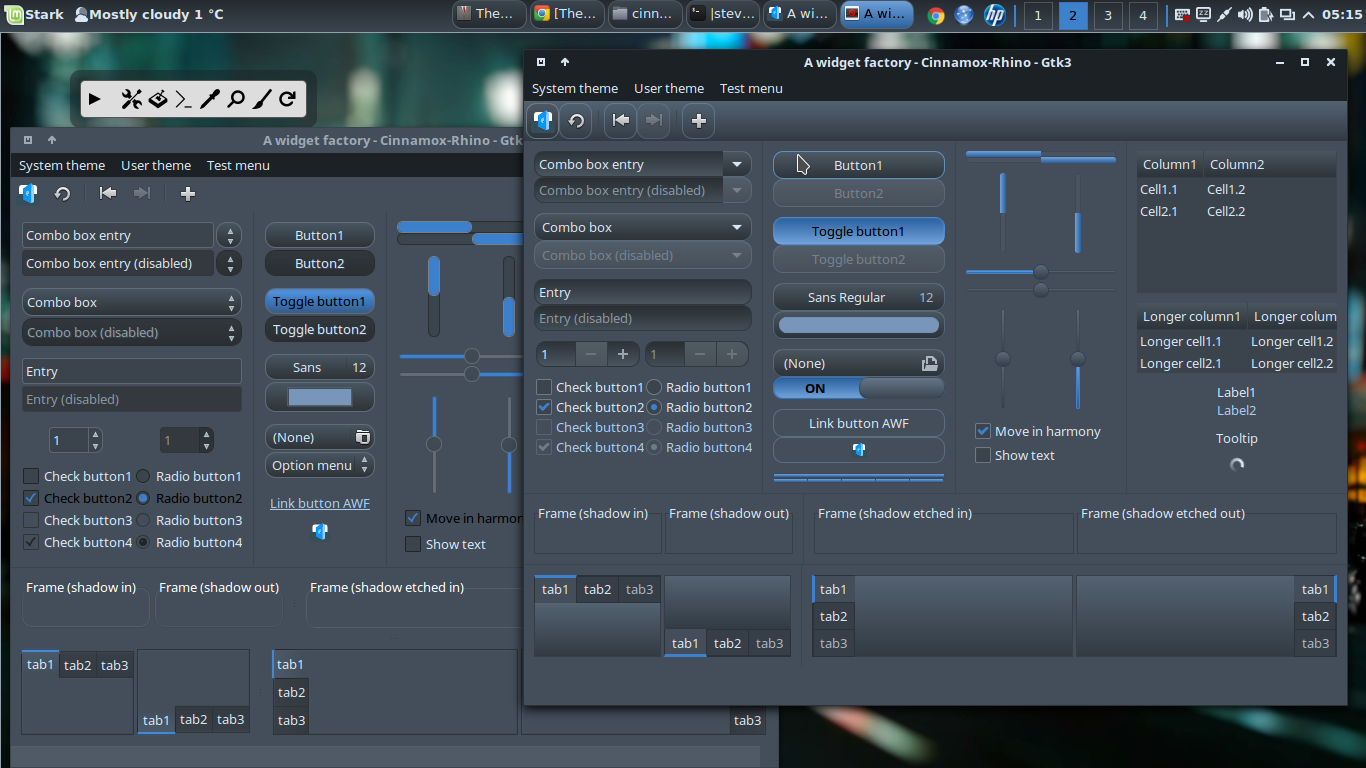 Stark Mostly cloudy 1 °C The... [The... cinn... |stev... A wi... A wi... hp 1 2 3 4 05:15
A widget factory - Cinnamox-Rhino - Gtk3
System theme User theme Test menu
Combo box entry
Combo box entry (disabled)
Combo box
Combo box (disabled)
Entry
Entry (disabled)
1 1
Check button1 Radio button1
Check button2 Radio button2
Check button3 Radio button3
Check button4 Radio button4
Button1
Button2
Toggle button1
Toggle button2
Sans Regular 12
(None)
ON
Link button AWF
Move in harmony
Show text
Column1 Column2
Cell1.1 Cell1.2
Cell2.1 Cell2.2
Longer column1 Longer colum
Longer cell1.1 Longer cell1.2
Longer cell2.1 Longer cell2.2
Label1
Label2
Tooltip
Frame (shadow in) Frame (shadow out) Frame (shadow etched in) Frame (shadow etched out)
tab1 tab2 tab3
tab1 tab2 tab3
tab1
tab2
tab3
tab1
tab2
tab3
A widget factory - Cinnamox-Rhino - Gtk
System theme User theme Test menu
Combo box entry
Combo box entry (disabled)
Combo box
Combo box (disabled)
Entry
Entry (disabled)
1 1
Check button1 Radio button1
Check button2 Radio button2
Check button3 Radio button3
Check button4 Radio button4
Button1
Button2
Toggle button1
Toggle button2
Sans 12
(None)
Option menu
Link button AWF
Move in harmon
Show text
Frame (shadow in) Frame (shadow out) Frame (shadow etched in)
tab1 tab2 tab3
tab1 tab2 tab3
tab1
tab2
tab3
tab3